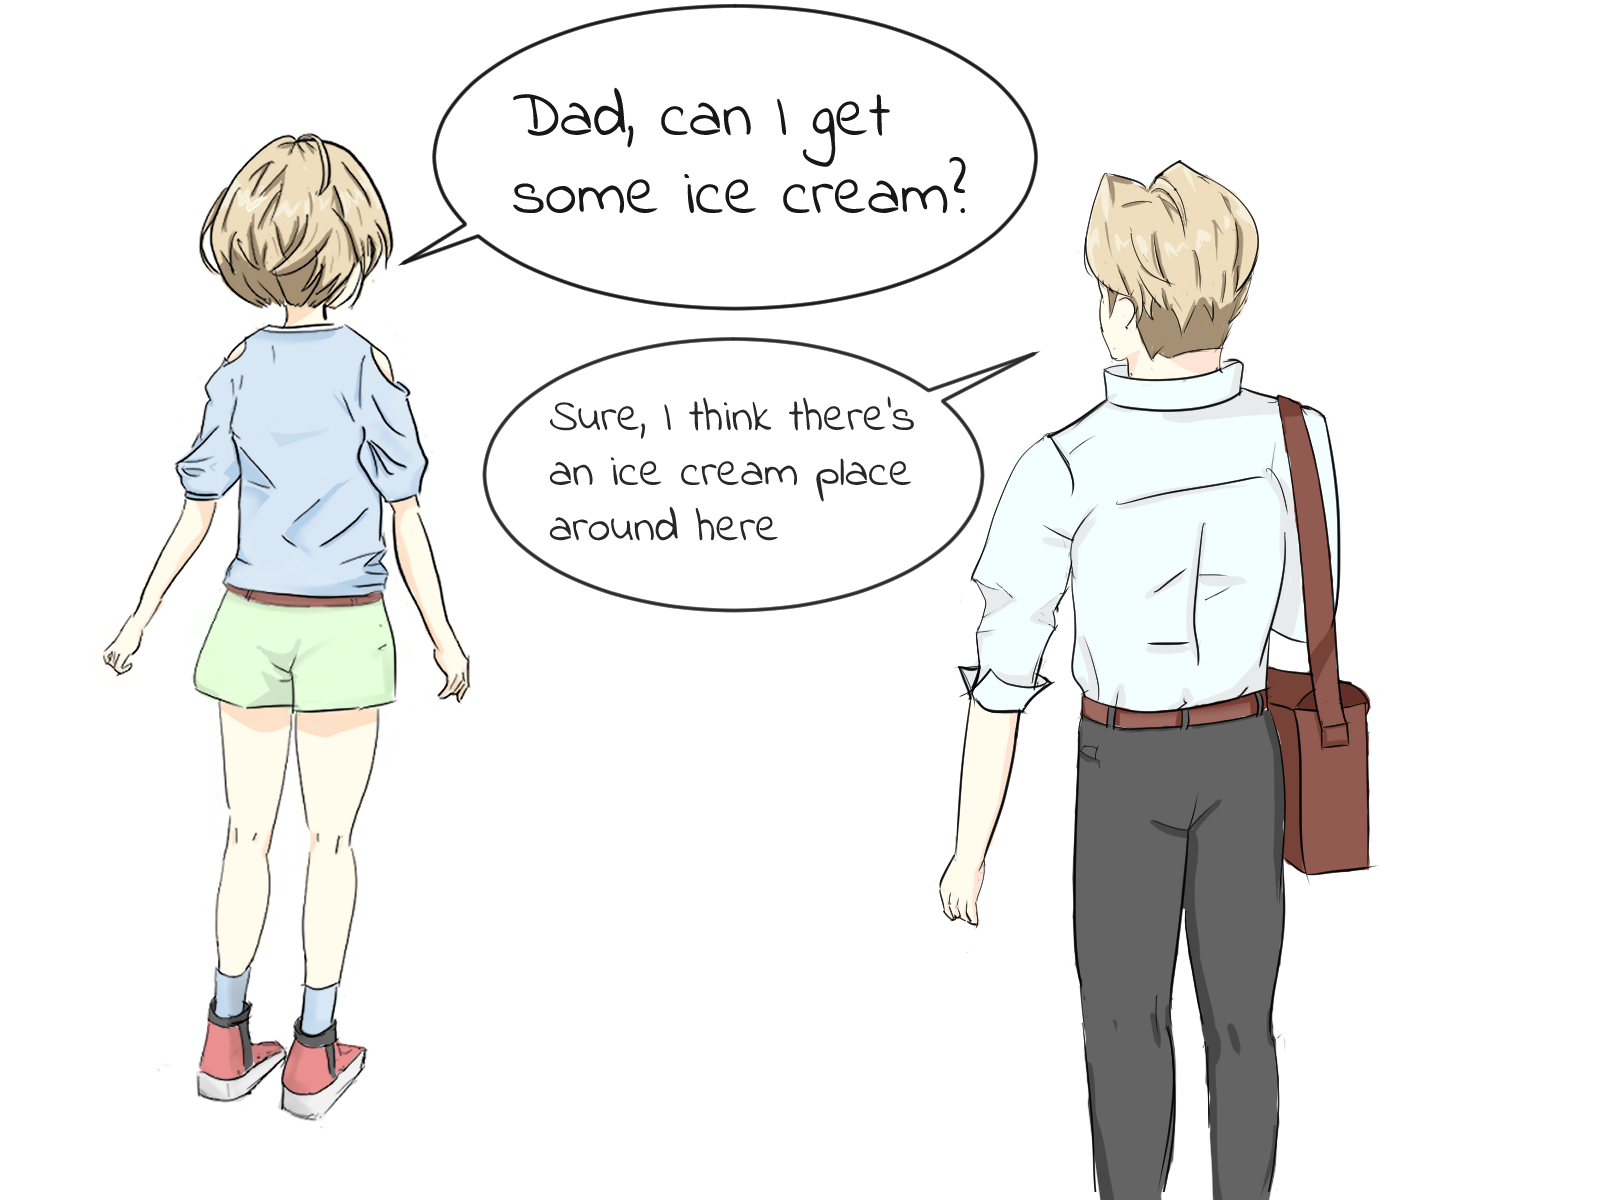 Dad, can I get
some ice cream?
Sure, I think there's
an ice cream place
around here